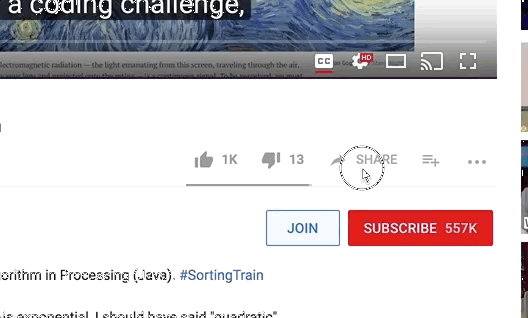 a coding challenge,
electromagnetic radiation — the light emanating from this screen, traveling through the air,
CC HD
1K 13 SHARE
JOIN SUBSCRIBE 557K
orithm in Processing (Java). #SortingTrain
is exponential, I should have said "quadratic"